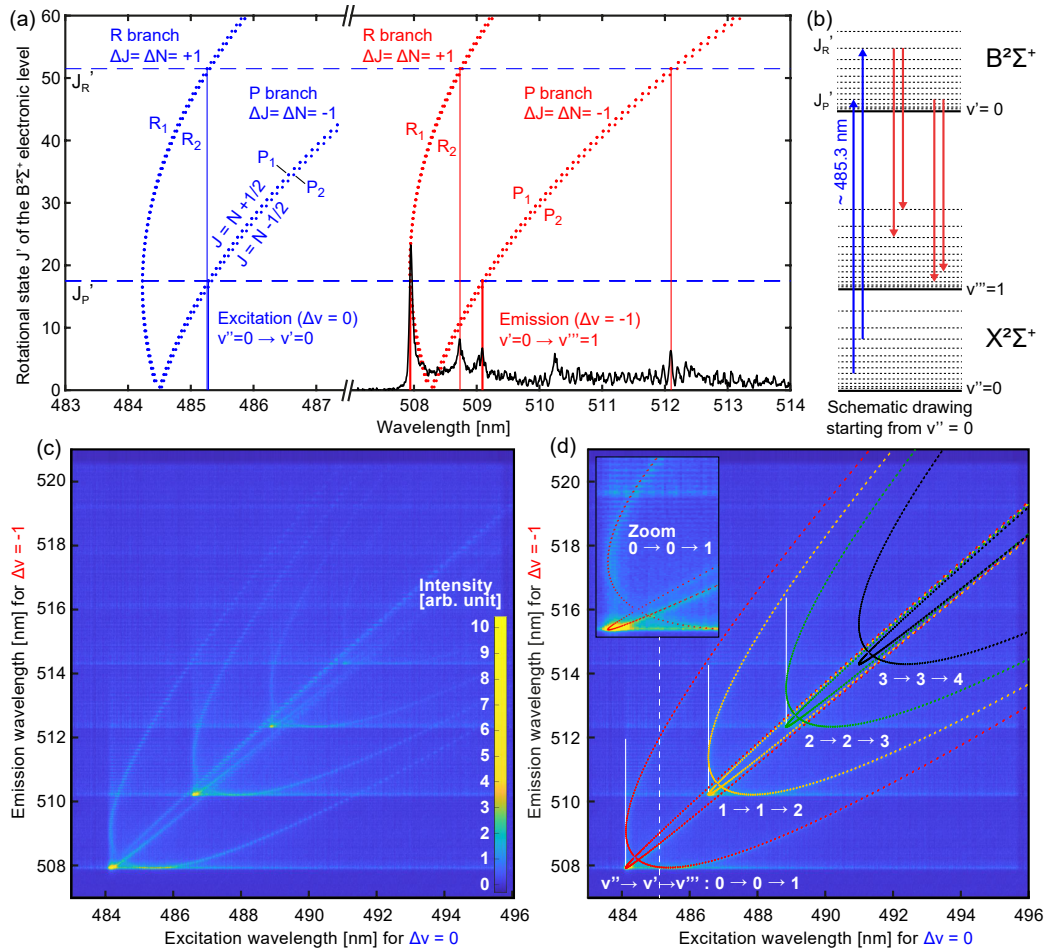 (a)
Rotational state J' of the B²Σ⁺ electronic level
60
50
40
30
20
10
0
R branch
ΔJ= ΔN= +1
J_R'
P branch
ΔJ= ΔN= -1
R₁
R₂
P₁
P₂
J = N +1/2
J = N -1/2
J_P'
Excitation (Δv = 0)
v''=0 → v'=0
R branch
ΔJ= ΔN= +1
P branch
ΔJ= ΔN= -1
R₁
R₂
P₁
P₂
Emission (Δv = -1)
v'=0 → v'''=1
483 484 485 486 487 508 509 510 511 512 513 514
Wavelength [nm]
(b)
J_R'
J_P'
B²Σ⁺
v'= 0
~ 485.3 nm
v'''=1
X²Σ⁺
v''=0
Schematic drawing
starting from v'' = 0
(c)
Emission wavelength [nm] for Δv = -1
520
518
516
514
512
510
508
Intensity
[arb. unit]
10
9
8
7
6
5
4
3
2
1
0
484 486 488 490 492 494 496
Excitation wavelength [nm] for Δv = 0
(d)
Emission wavelength [nm] for Δv = -1
520
518
516
514
512
510
508
Zoom
0 → 0 → 1
3 → 3 → 4
2 → 2 → 3
1 → 1 → 2
v''→ v'→v''' : 0 → 0 → 1
484 486 488 490 492 494 496
Excitation wavelength [nm] for Δv = 0